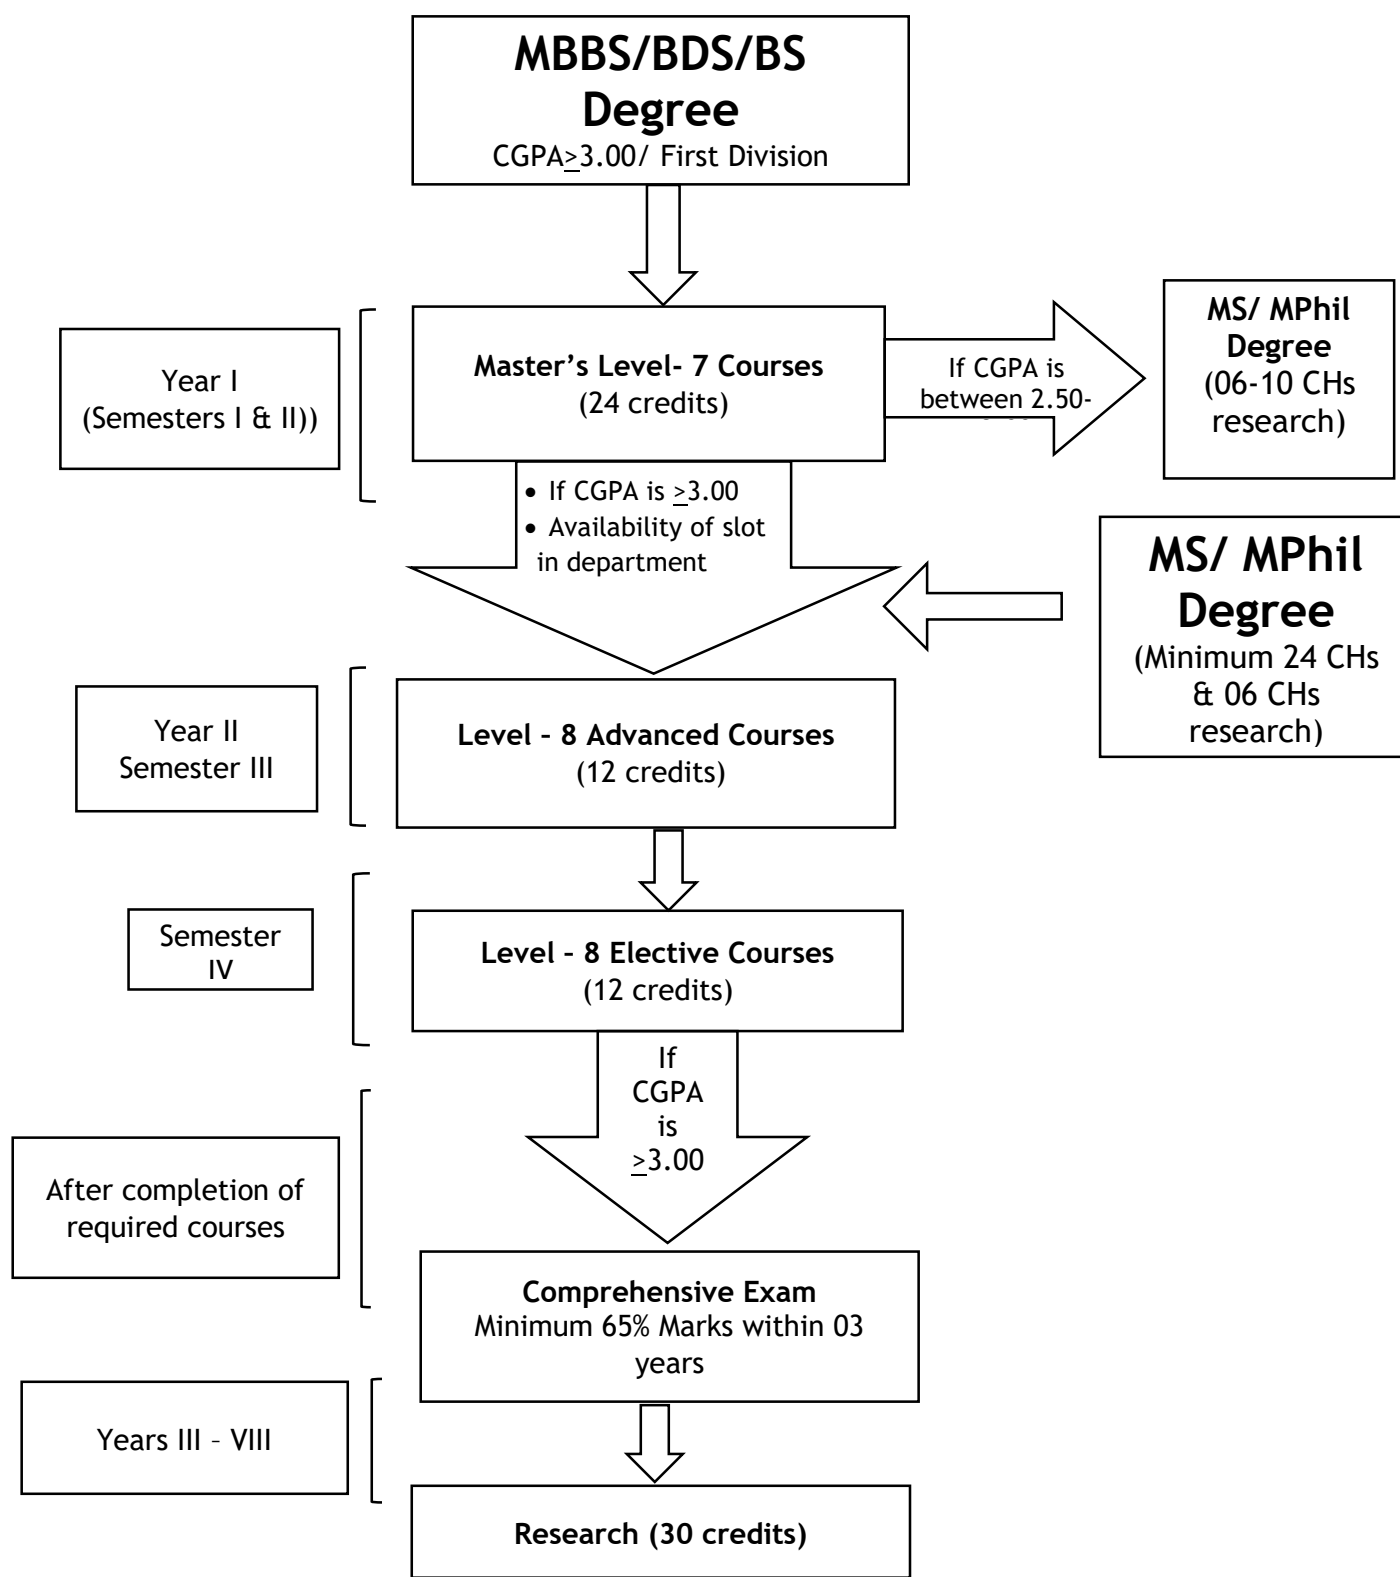 MBBS/BDS/BS
Degree
CGPA≥3.00/ First Division
Year I
(Semesters I & II))
Master’s Level- 7 Courses
(24 credits)
If CGPA is
between 2.50-
MS/ MPhil
Degree
(06-10 CHs
research)
• If CGPA is ≥3.00
• Availability of slot
in department
MS/ MPhil
Degree
(Minimum 24 CHs
& 06 CHs
research)
Year II
Semester III
Level – 8 Advanced Courses
(12 credits)
Semester
IV
Level – 8 Elective Courses
(12 credits)
If
CGPA
is
≥3.00
After completion of
required courses
Comprehensive Exam
Minimum 65% Marks within 03
years
Years III – VIII
Research (30 credits)